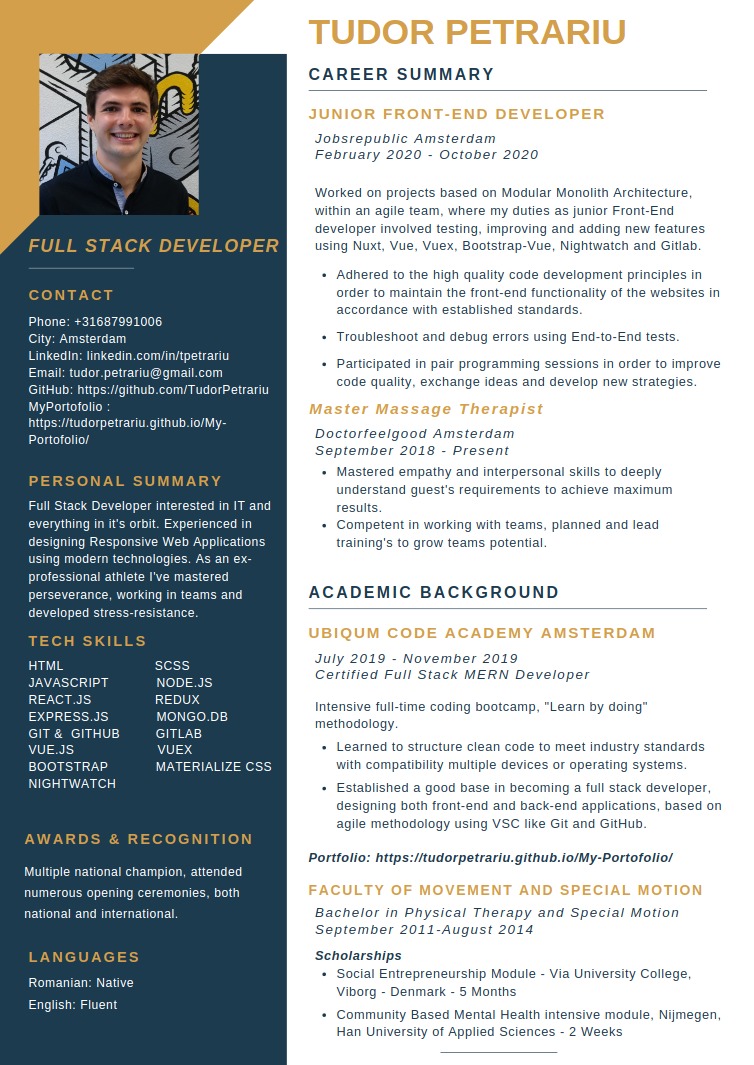 TUDOR PETRARIU
FULL STACK DEVELOPER
CONTACT
Phone: +31687991006
City: Amsterdam
LinkedIn: linkedin.com/in/tpetrariu
Email: tudor.petrariu@gmail.com
GitHub: https://github.com/TudorPetrariu
MyPortofolio :
https://tudorpetrariu.github.io/My-
Portofolio/
PERSONAL SUMMARY
Full Stack Developer interested in IT and
everything in it's orbit. Experienced in
designing Responsive Web Applications
using modern technologies. As an ex-
professional athlete I've mastered
perseverance, working in teams and
developed stress-resistance.
TECH SKILLS
HTML SCSS
JAVASCRIPT NODE.JS
REACT.JS REDUX
EXPRESS.JS MONGO.DB
GIT & GITHUB GITLAB
VUE.JS VUEX
BOOTSTRAP MATERIALIZE CSS
NIGHTWATCH
AWARDS & RECOGNITION
Multiple national champion, attended
numerous opening ceremonies, both
national and international.
LANGUAGES
Romanian: Native
English: Fluent
CAREER SUMMARY
JUNIOR FRONT-END DEVELOPER
Jobsrepublic Amsterdam
February 2020 - October 2020
Worked on projects based on Modular Monolith Architecture,
within an agile team, where my duties as junior Front-End
developer involved testing, improving and adding new features
using Nuxt, Vue, Vuex, Bootstrap-Vue, Nightwatch and Gitlab.
• Adhered to the high quality code development principles in
order to maintain the front-end functionality of the websites in
accordance with established standards.
• Troubleshoot and debug errors using End-to-End tests.
• Participated in pair programming sessions in order to improve
code quality, exchange ideas and develop new strategies.
Master Massage Therapist
Doctorfeelgood Amsterdam
September 2018 - Present
• Mastered empathy and interpersonal skills to deeply
understand guest's requirements to achieve maximum
results.
• Competent in working with teams, planned and lead
training's to grow teams potential.
ACADEMIC BACKGROUND
UBIQUM CODE ACADEMY AMSTERDAM
July 2019 - November 2019
Certified Full Stack MERN Developer
Intensive full-time coding bootcamp, "Learn by doing"
methodology.
• Learned to structure clean code to meet industry standards
with compatibility multiple devices or operating systems.
• Established a good base in becoming a full stack developer,
designing both front-end and back-end applications, based on
agile methodology using VSC like Git and GitHub.
Portfolio: https://tudorpetrariu.github.io/My-Portofolio/
FACULTY OF MOVEMENT AND SPECIAL MOTION
Bachelor in Physical Therapy and Special Motion
September 2011-August 2014
Scholarships
• Social Entrepreneurship Module - Via University College,
Viborg - Denmark - 5 Months
• Community Based Mental Health intensive module, Nijmegen,
Han University of Applied Sciences - 2 Weeks